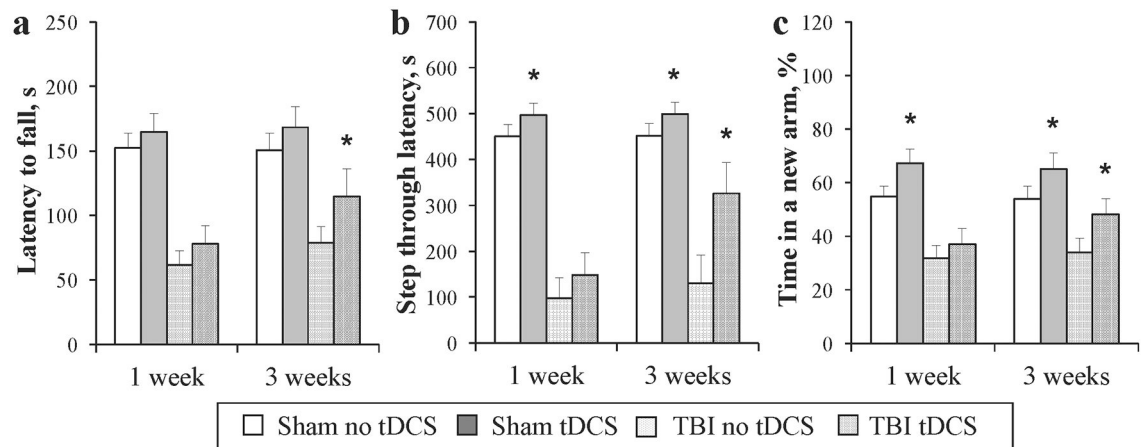 a
Latency to fall, s
250
200
150
100
50
0
1 week
3 weeks
*
b
Step through latency, s
700
600
500
400
300
200
100
0
1 week
3 weeks
*
*
*
c
Time in a new arm, %
120
100
80
60
40
20
0
1 week
3 weeks
*
*
*
Sham no tDCS Sham tDCS TBI no tDCS TBI tDCS